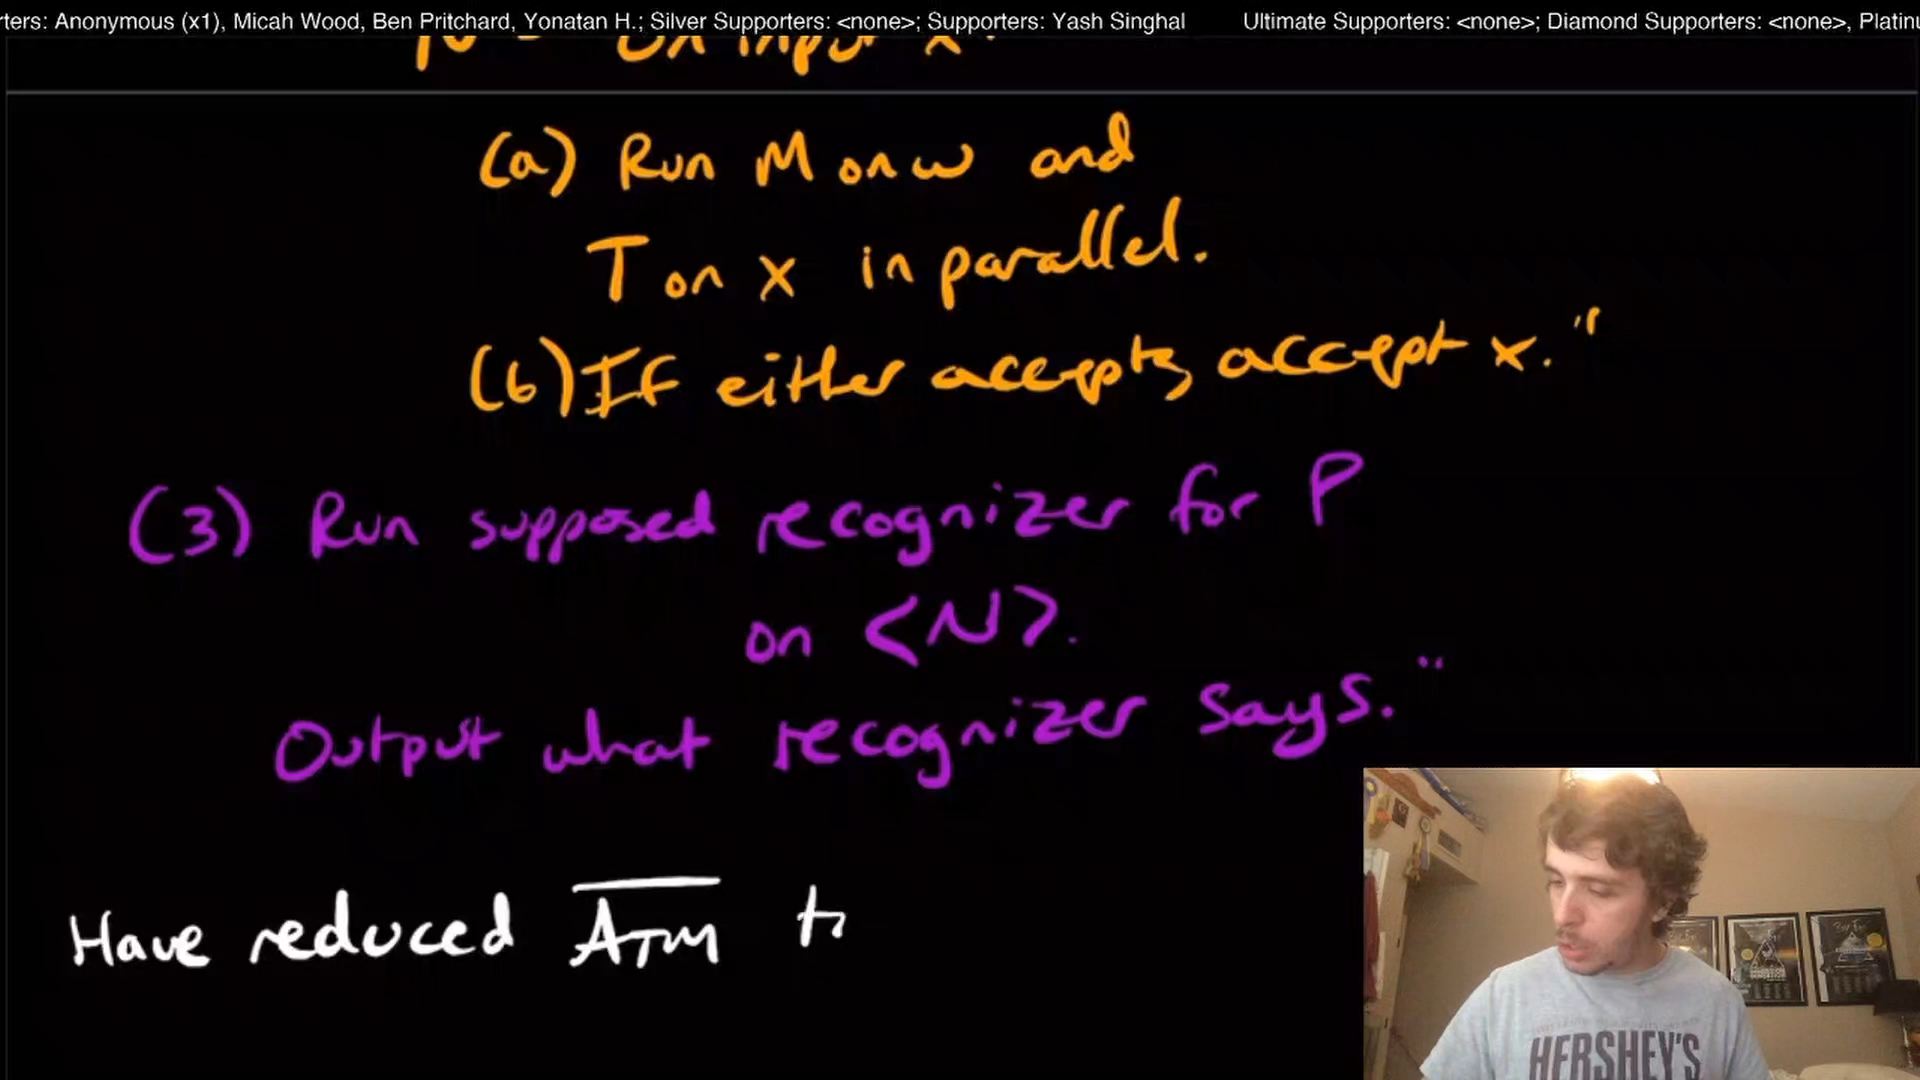 rters: Anonymous (x1), Micah Wood, Ben Pritchard, Yonatan H.; Silver Supporters: <none>; Supporters: Yash Singhal Ultimate Supporters: <none>; Diamond Supporters: <none>, Platinu
on input x
(a) Run M on w and
T on x in parallel.
(b) If either accepts, accept x."
(3) Run supposed recognizer for P
on <N>.
Output what recognizer says."
Have reduced A̅T̅M̅ to
HERSHEY'S